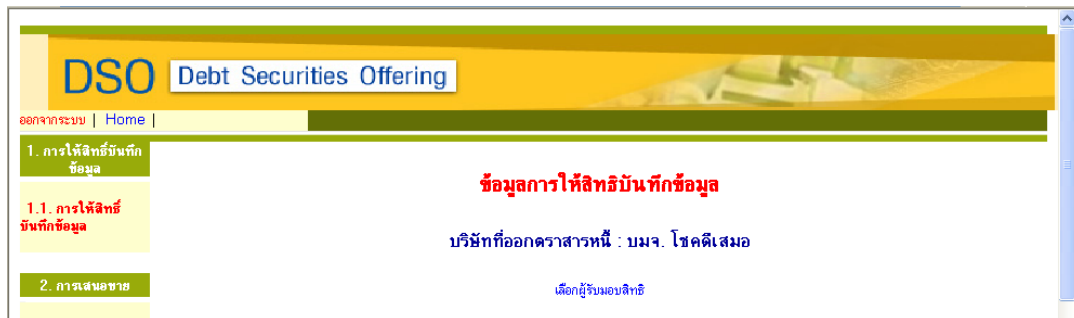 DSO Debt Securities Offering
ออกจากระบบ | Home |
1. การให้สิทธิ์บันทึก
ข้อมูล
1.1. การให้สิทธิ์
บันทึกข้อมูล
2. การเสนอขาย
ข้อมูลการให้สิทธิบันทึกข้อมูล
บริษัทที่ออกตราสารหนี้ : บมจ. โชคดีเสมอ
เลือกผู้รับมอบสิทธิ